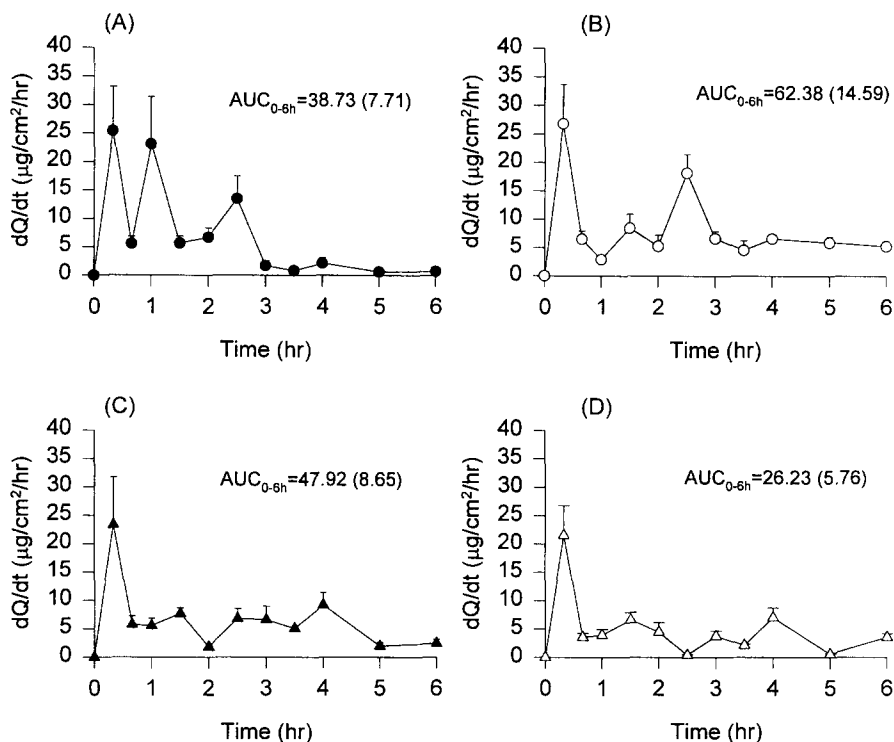 (A)
dQ/dt (μg/cm²/hr)
40
35
30
25
20
15
10
5
0
AUC₀₋₆ₕ=38.73 (7.71)
0 1 2 3 4 5 6
Time (hr)
(B)
dQ/dt (μg/cm²/hr)
40
35
30
25
20
15
10
5
0
AUC₀₋₆ₕ=62.38 (14.59)
0 1 2 3 4 5 6
Time (hr)
(C)
dQ/dt (μg/cm²/hr)
40
35
30
25
20
15
10
5
0
AUC₀₋₆ₕ=47.92 (8.65)
0 1 2 3 4 5 6
Time (hr)
(D)
dQ/dt (μg/cm²/hr)
40
35
30
25
20
15
10
5
0
AUC₀₋₆ₕ=26.23 (5.76)
0 1 2 3 4 5 6
Time (hr)